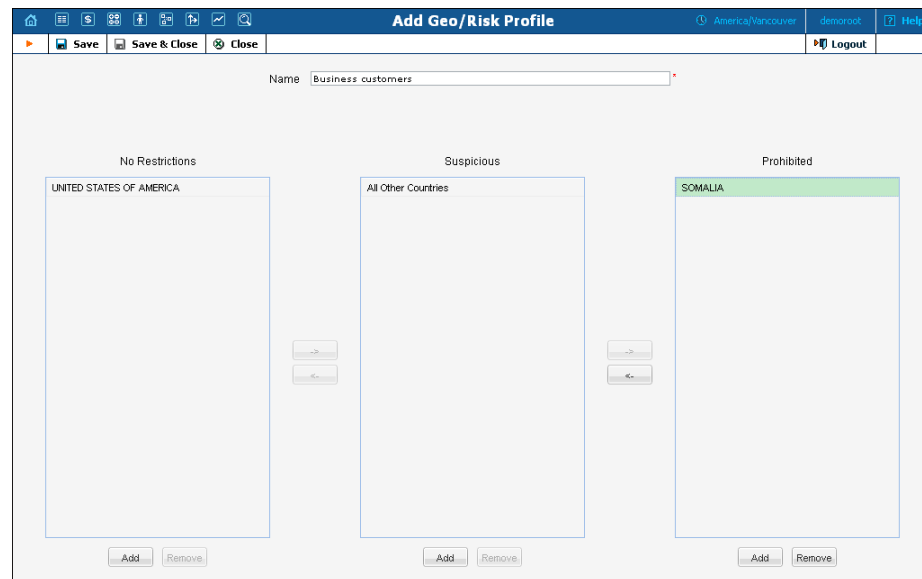 Add Geo/Risk Profile America/Vancouver demoroot ? Help
Save Save & Close Close Logout
Name Business customers *
No Restrictions Suspicious Prohibited
UNITED STATES OF AMERICA All Other Countries SOMALIA
-> ->
<- <-
Add Remove Add Remove Add Remove